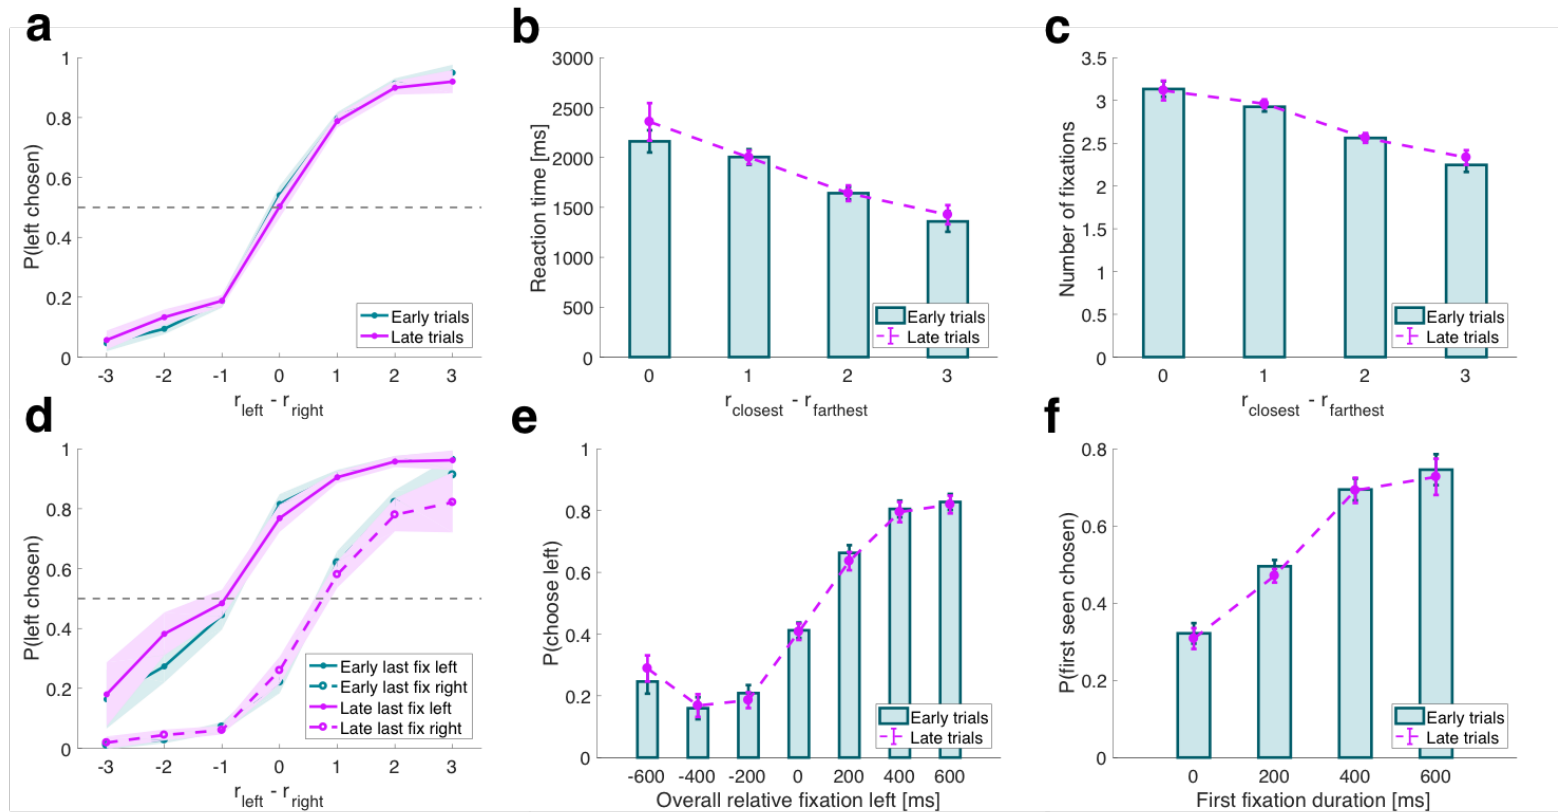 a
P(left chosen)
1
0.8
0.6
0.4
0.2
0
-3 -2 -1 0 1 2 3
r_left - r_right
Early trials
Late trials
b
Reaction time [ms]
3000
2500
2000
1500
1000
500
0
0 1 2 3
r_closest - r_farthest
Early trials
Late trials
c
Number of fixations
3.5
3
2.5
2
1.5
1
0.5
0
0 1 2 3
r_closest - r_farthest
Early trials
Late trials
d
P(left chosen)
1
0.8
0.6
0.4
0.2
0
-3 -2 -1 0 1 2 3
r_left - r_right
Early last fix left
Early last fix right
Late last fix left
Late last fix right
e
P(choose left)
1
0.8
0.6
0.4
0.2
0
-600 -400 -200 0 200 400 600
Overall relative fixation left [ms]
Early trials
Late trials
f
P(first seen chosen)
0.8
0.6
0.4
0.2
0
0 200 400 600
First fixation duration [ms]
Early trials
Late trials